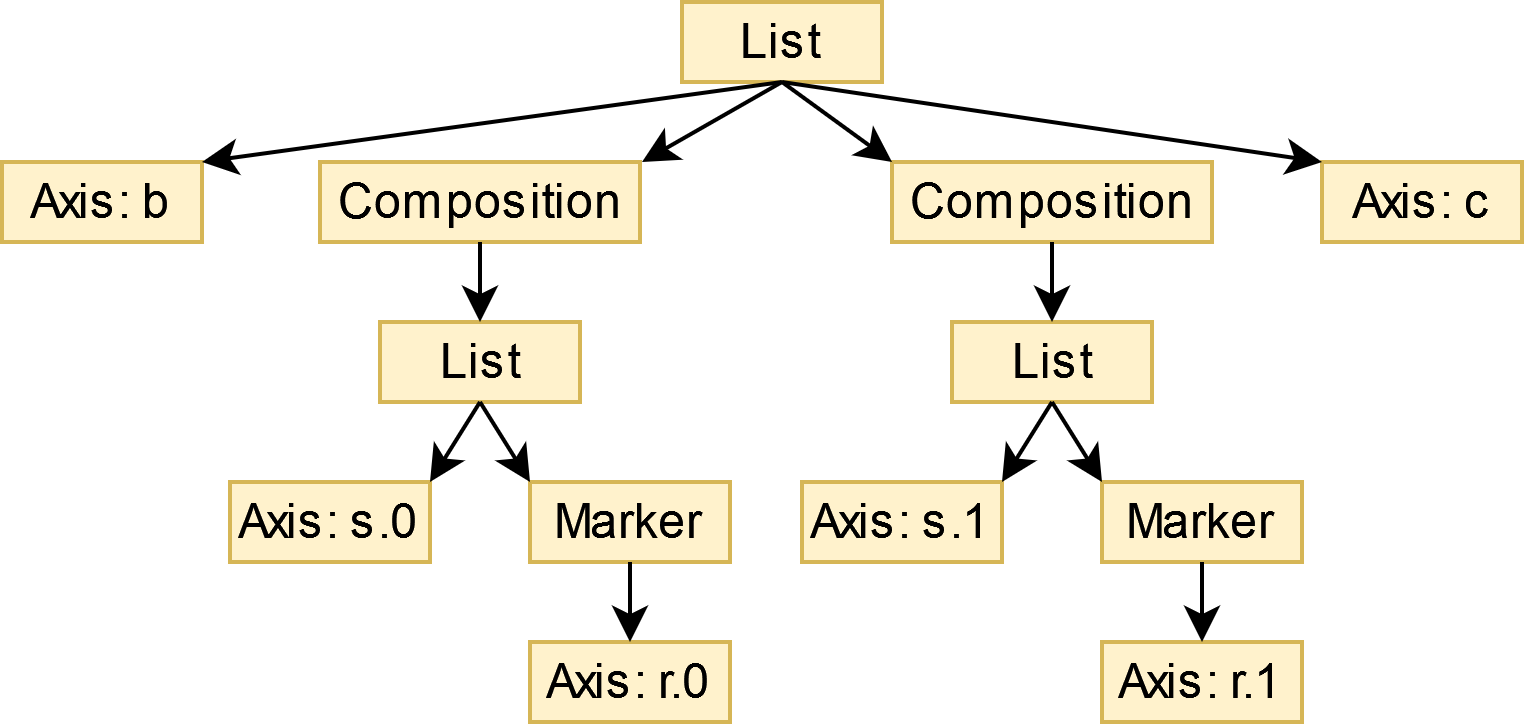 List
Axis: b
Composition
Composition
Axis: c
List
List
Axis: s.0
Marker
Axis: s.1
Marker
Axis: r.0
Axis: r.1